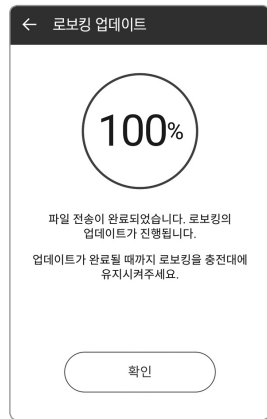 ← 로보킹 업데이트
100%
파일 전송이 완료되었습니다. 로보킹의
업데이트가 진행됩니다.
업데이트가 완료될 때까지 로보킹을 충전대에
유지시켜주세요.
확인